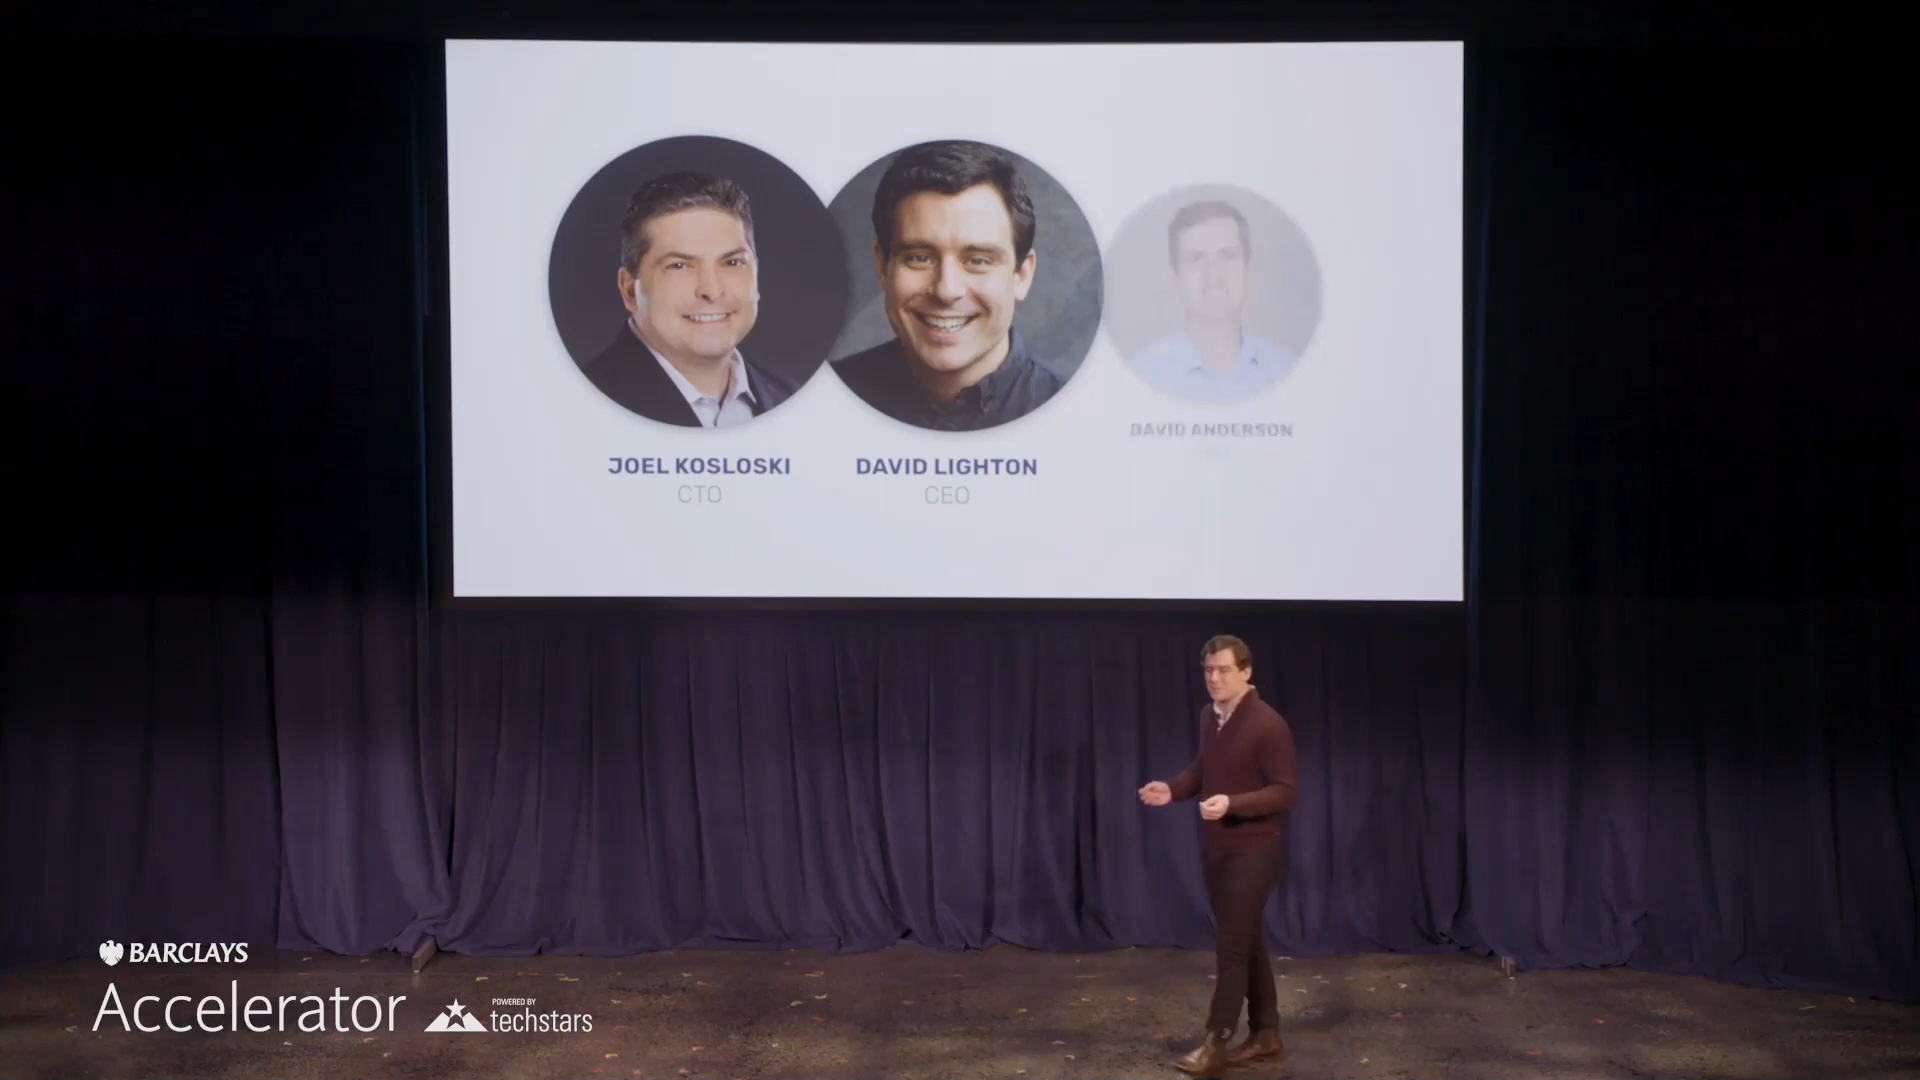 JOEL KOSLOSKI
CTO
DAVID LIGHTON
CEO
DAVID ANDERSON
BARCLAYS
Accelerator
POWERED BY
techstars